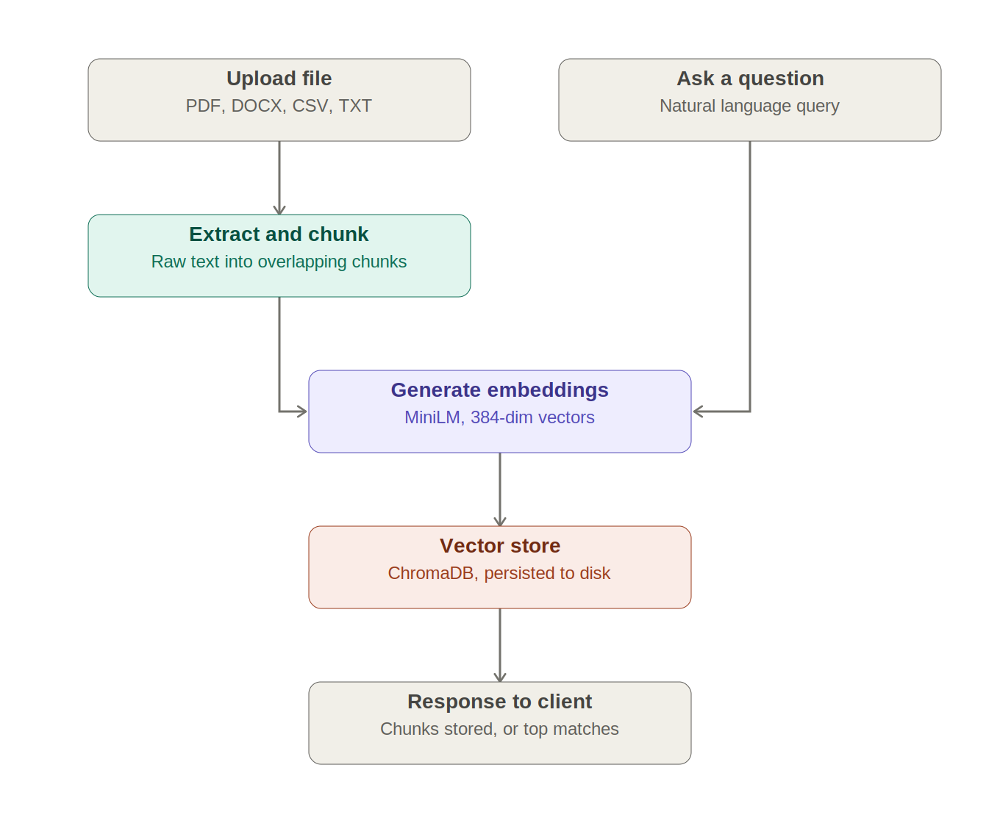 Upload file
PDF, DOCX, CSV, TXT
Ask a question
Natural language query
Extract and chunk
Raw text into overlapping chunks
Generate embeddings
MiniLM, 384-dim vectors
Vector store
ChromaDB, persisted to disk
Response to client
Chunks stored, or top matches